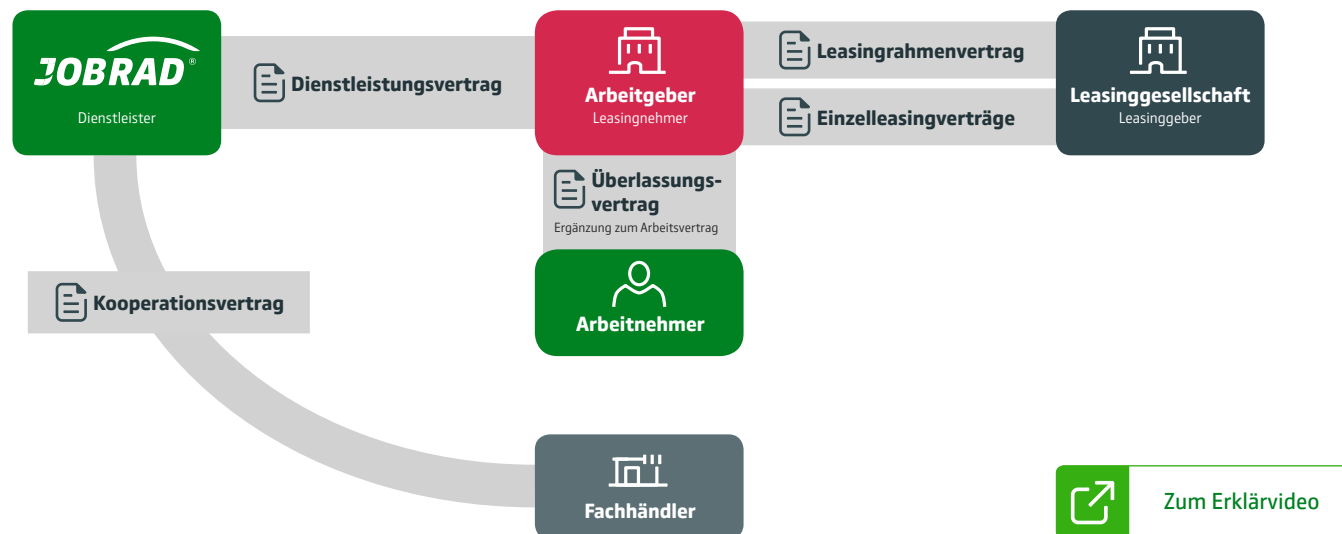 JOBRAD®
Dienstleister
Dienstleistungsvertrag
Arbeitgeber
Leasingnehmer
Leasingrahmenvertrag
Einzelleasingverträge
Leasinggesellschaft
Leasinggeber
Überlassungs-
vertrag
Ergänzung zum Arbeitsvertrag
Arbeitnehmer
Kooperationsvertrag
Fachhändler
Zum Erklärvideo